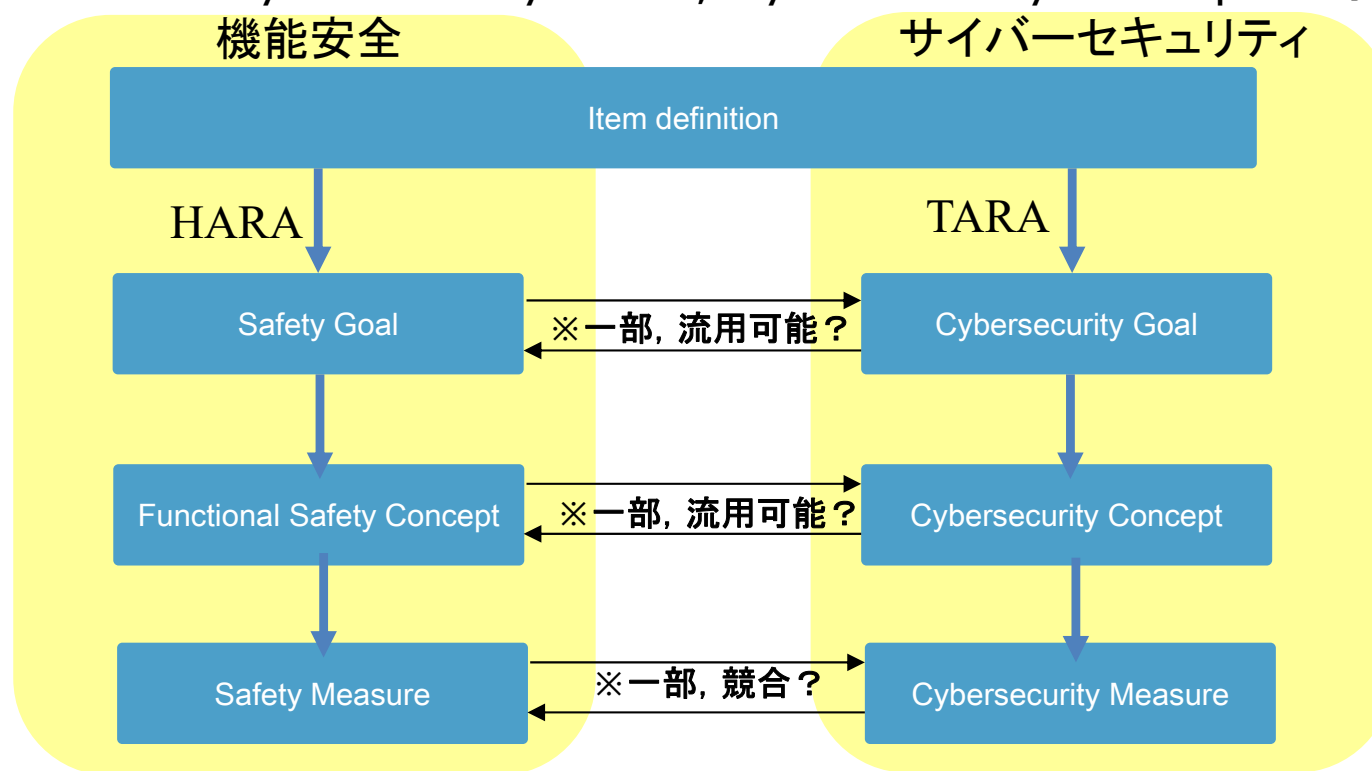 機能安全
サイバーセキュリティ
Item definition
HARA
TARA
Safety Goal
※一部,流用可能?
Cybersecurity Goal
Functional Safety Concept
※一部,流用可能?
Cybersecurity Concept
Safety Measure
※一部,競合?
Cybersecurity Measure